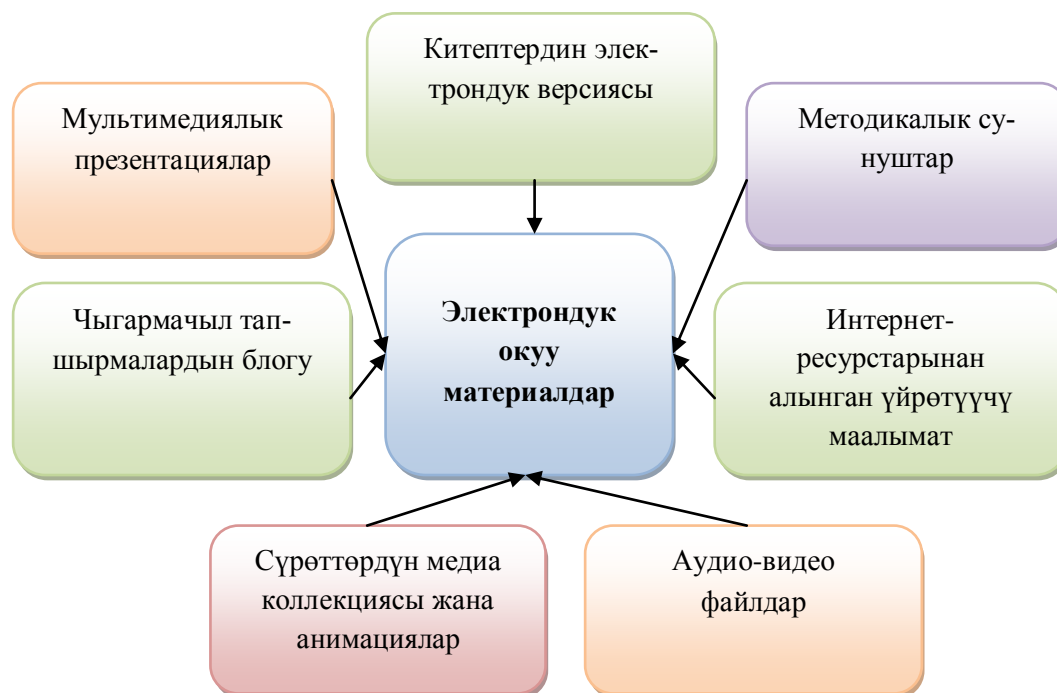 Китептердин элек-
трондук версиясы
Мультимедиялык
презентациялар
Методикалык су-
нуштар
Чыгармачыл тап-
шырмалардын блогу
Электрондук
окуу
материалдар
Интернет-
ресурстарынан
алынган үйрөтүүчү
маалымат
Сүрөттөрдүн медиа
коллекциясы жана
анимациялар
Аудио-видео
файлдар